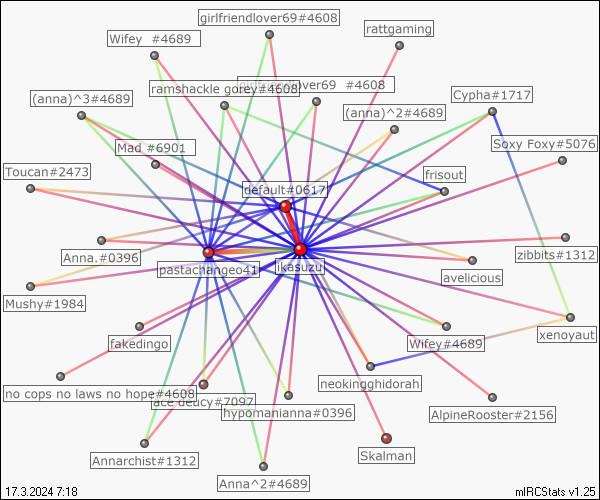 girlfriendlover69#4608
rattgaming
Wifey  #4689
ramshackle gorey#4608
girlfriendlover69  #4608
(anna)^3#4689
Cypha#1717
(anna)^2#4689
Mad #6901
Soxy Foxy#5076
Toucan#2473
frisout
default#0617
Anna.#0396
zibbits#1312
pastachangeo41
ikasuzu
avelicious
Mushy#1984
xenoyaut
fakedingo
Wifey#4689
neokingghidorah
no cops no laws no hope#4608
ace deucy#7097
hypomanianna#0396
AlpineRooster#2156
Annarchist#1312
Skalman
Anna^2#4689
17.3.2024 7:18
mIRCStats v1.25